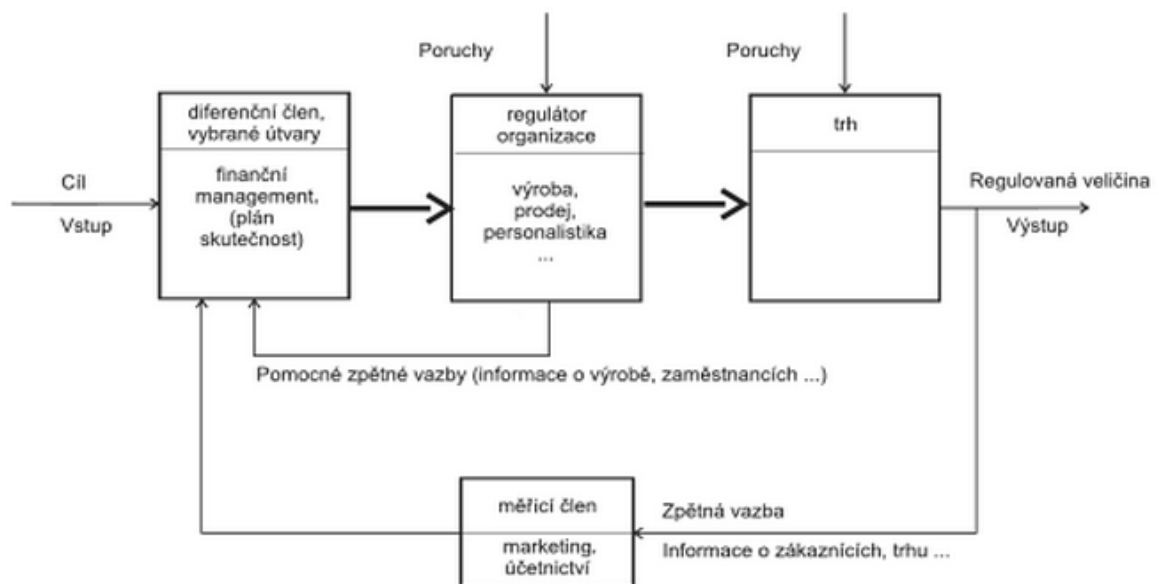 Poruchy
Poruchy
diferenční člen,
vybrané útvary
finanční
management,
(plán
skutečnost)
regulátor
organizace
výroba,
prodej,
personalistika
...
trh
Cíl
Vstup
Regulovaná veličina
Výstup
Pomocné zpětné vazby (informace o výrobě, zaměstnancích ...)
měřicí člen
marketing,
účetnictví
Zpětná vazba
Informace o zákaznících, trhu ...